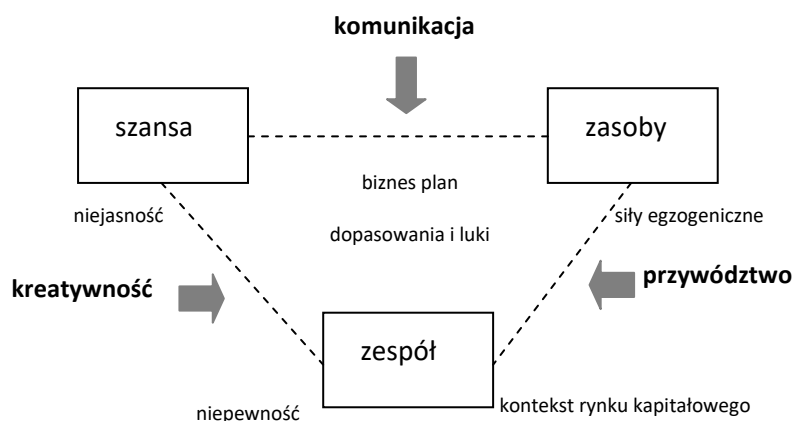 komunikacja
szansa
zasoby
biznes plan
niejasność
siły egzogeniczne
dopasowania i luki
kreatywność
przywództwo
zespół
niepewność
kontekst rynku kapitałowego